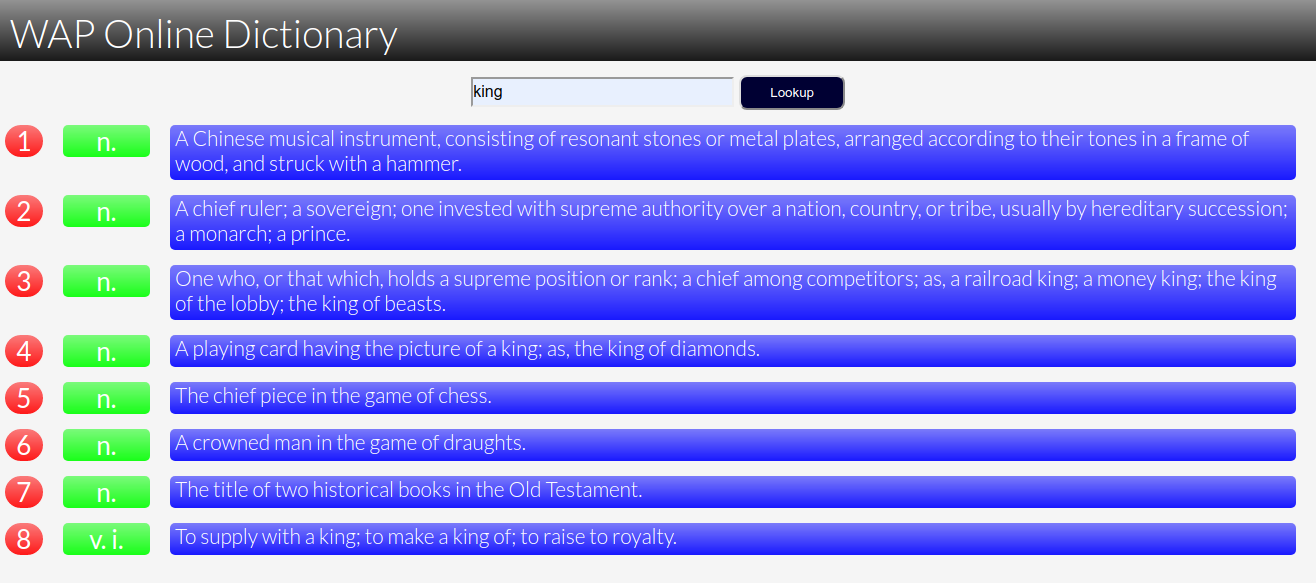 WAP Online Dictionary
king Lookup
1 n. A Chinese musical instrument, consisting of resonant stones or metal plates, arranged according to their tones in a frame of
wood, and struck with a hammer.
2 n. A chief ruler; a sovereign; one invested with supreme authority over a nation, country, or tribe, usually by hereditary succession;
a monarch; a prince.
3 n. One who, or that which, holds a supreme position or rank; a chief among competitors; as, a railroad king; a money king; the king
of the lobby; the king of beasts.
4 n. A playing card having the picture of a king; as, the king of diamonds.
5 n. The chief piece in the game of chess.
6 n. A crowned man in the game of draughts.
7 n. The title of two historical books in the Old Testament.
8 v. i. To supply with a king; to make a king of; to raise to royalty.